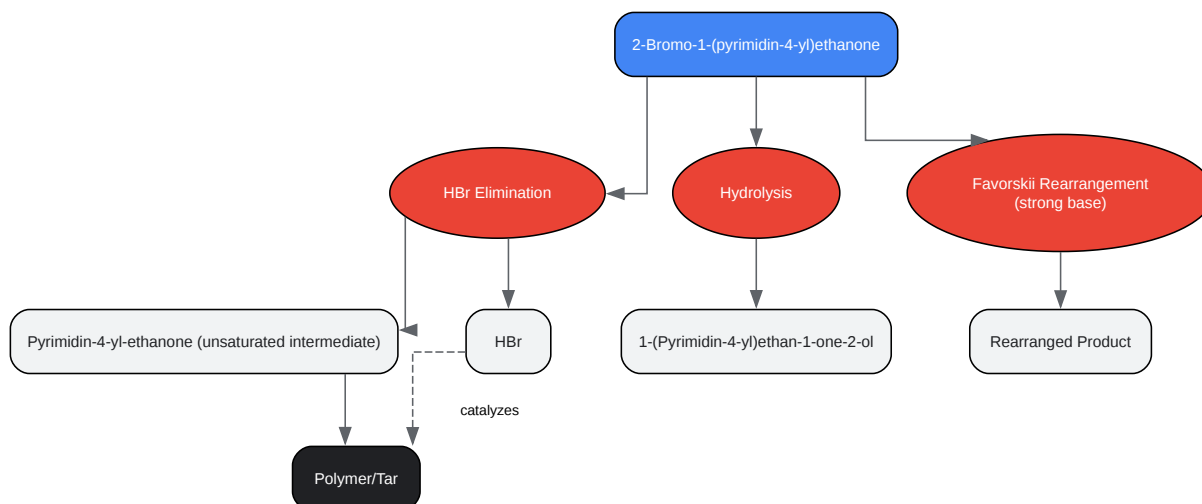 2-Bromo-1-(pyrimidin-4-yl)ethanone
HBr Elimination
Hydrolysis
Favorskii Rearrangement
(strong base)
Pyrimidin-4-yl-ethanone (unsaturated intermediate)
HBr
1-(Pyrimidin-4-yl)ethan-1-one-2-ol
Rearranged Product
catalyzes
Polymer/Tar